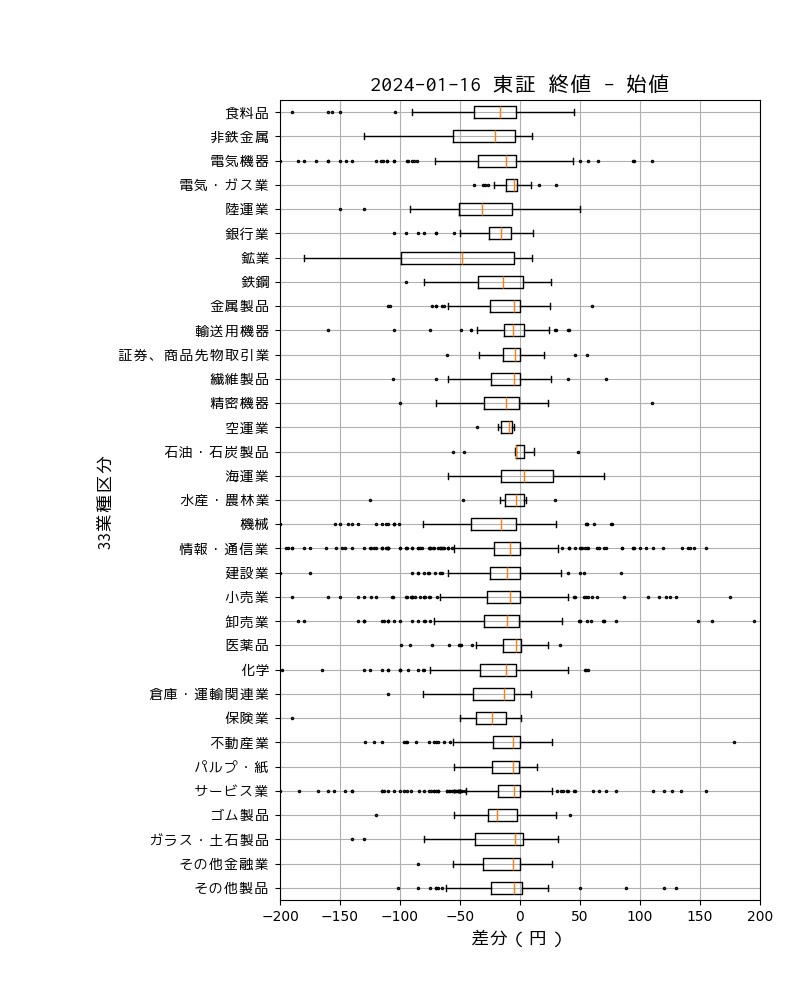 2024-01-16 東証 終値 - 始値
食料品
非鉄金属
電気機器
電気・ガス業
陸運業
銀行業
鉱業
鉄鋼
金属製品
輸送用機器
証券、商品先物取引業
繊維製品
精密機器
空運業
石油・石炭製品
海運業
水産・農林業
機械
情報・通信業
建設業
小売業
卸売業
医薬品
化学
倉庫・運輸関連業
保険業
不動産業
パルプ・紙
サービス業
ゴム製品
ガラス・土石製品
その他金融業
その他製品
33業種区分
−200 −150 −100 −50 0 50 100 150 200
差分 ( 円 )